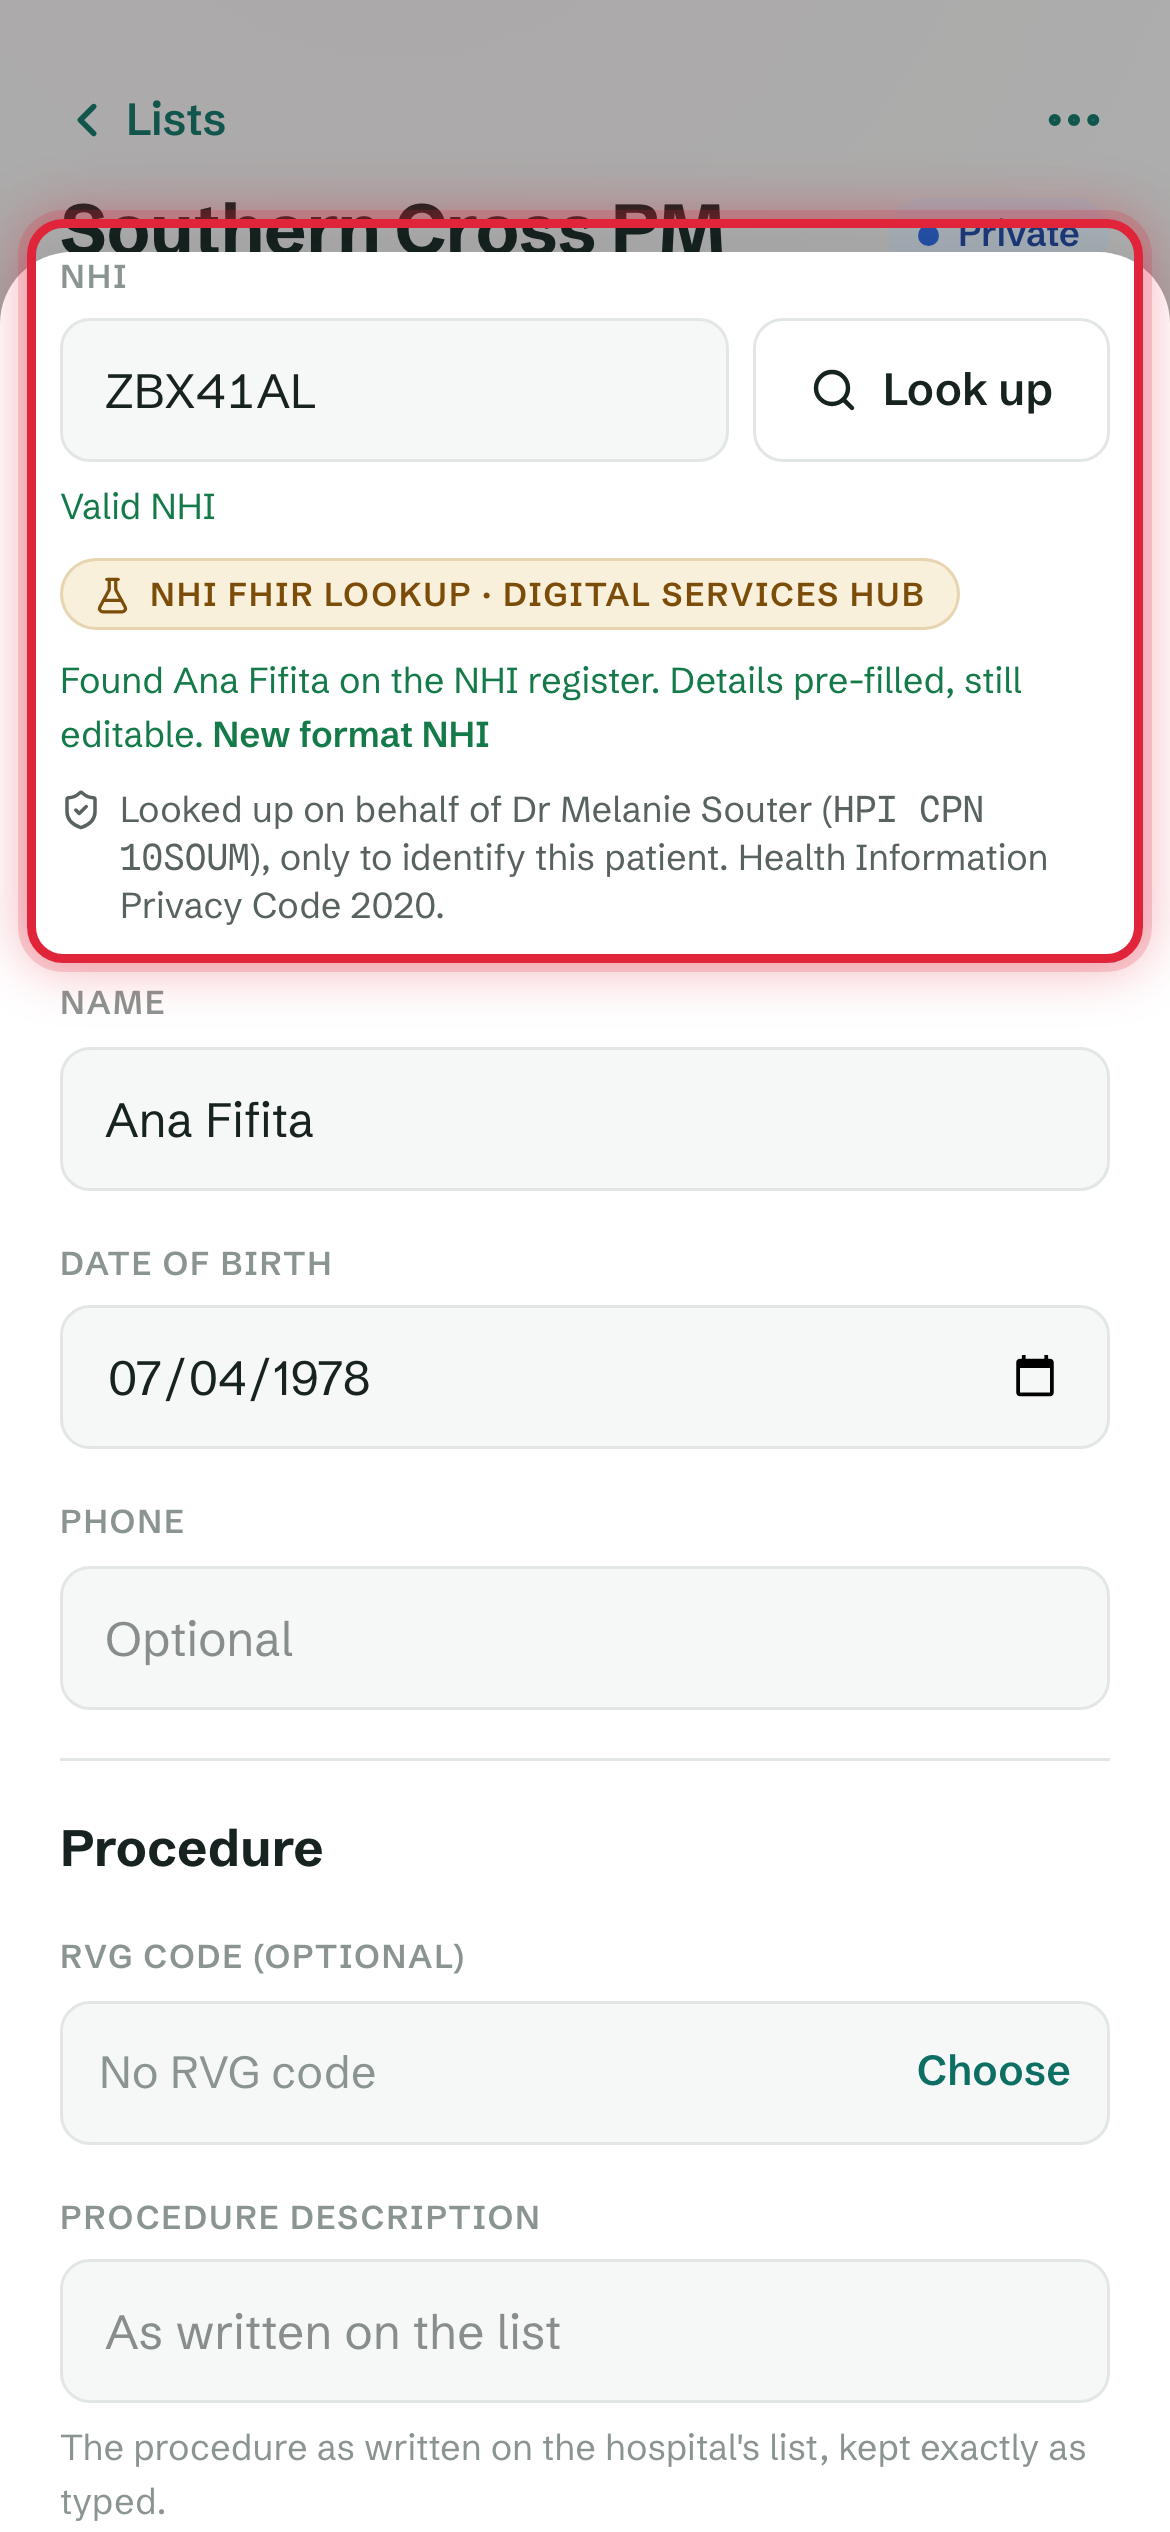 Lists
Southern Cross PM
Private
NHI
ZBX41AL
Look up
Valid NHI
NHI FHIR LOOKUP · DIGITAL SERVICES HUB
Found Ana Fifita on the NHI register. Details pre-filled, still
editable. New format NHI
Looked up on behalf of Dr Melanie Souter (HPI CPN
10SOUM), only to identify this patient. Health Information
Privacy Code 2020.
NAME
Ana Fifita
DATE OF BIRTH
07/04/1978
PHONE
Optional
Procedure
RVG CODE (OPTIONAL)
No RVG code
Choose
PROCEDURE DESCRIPTION
As written on the list
The procedure as written on the hospital's list, kept exactly as
typed.